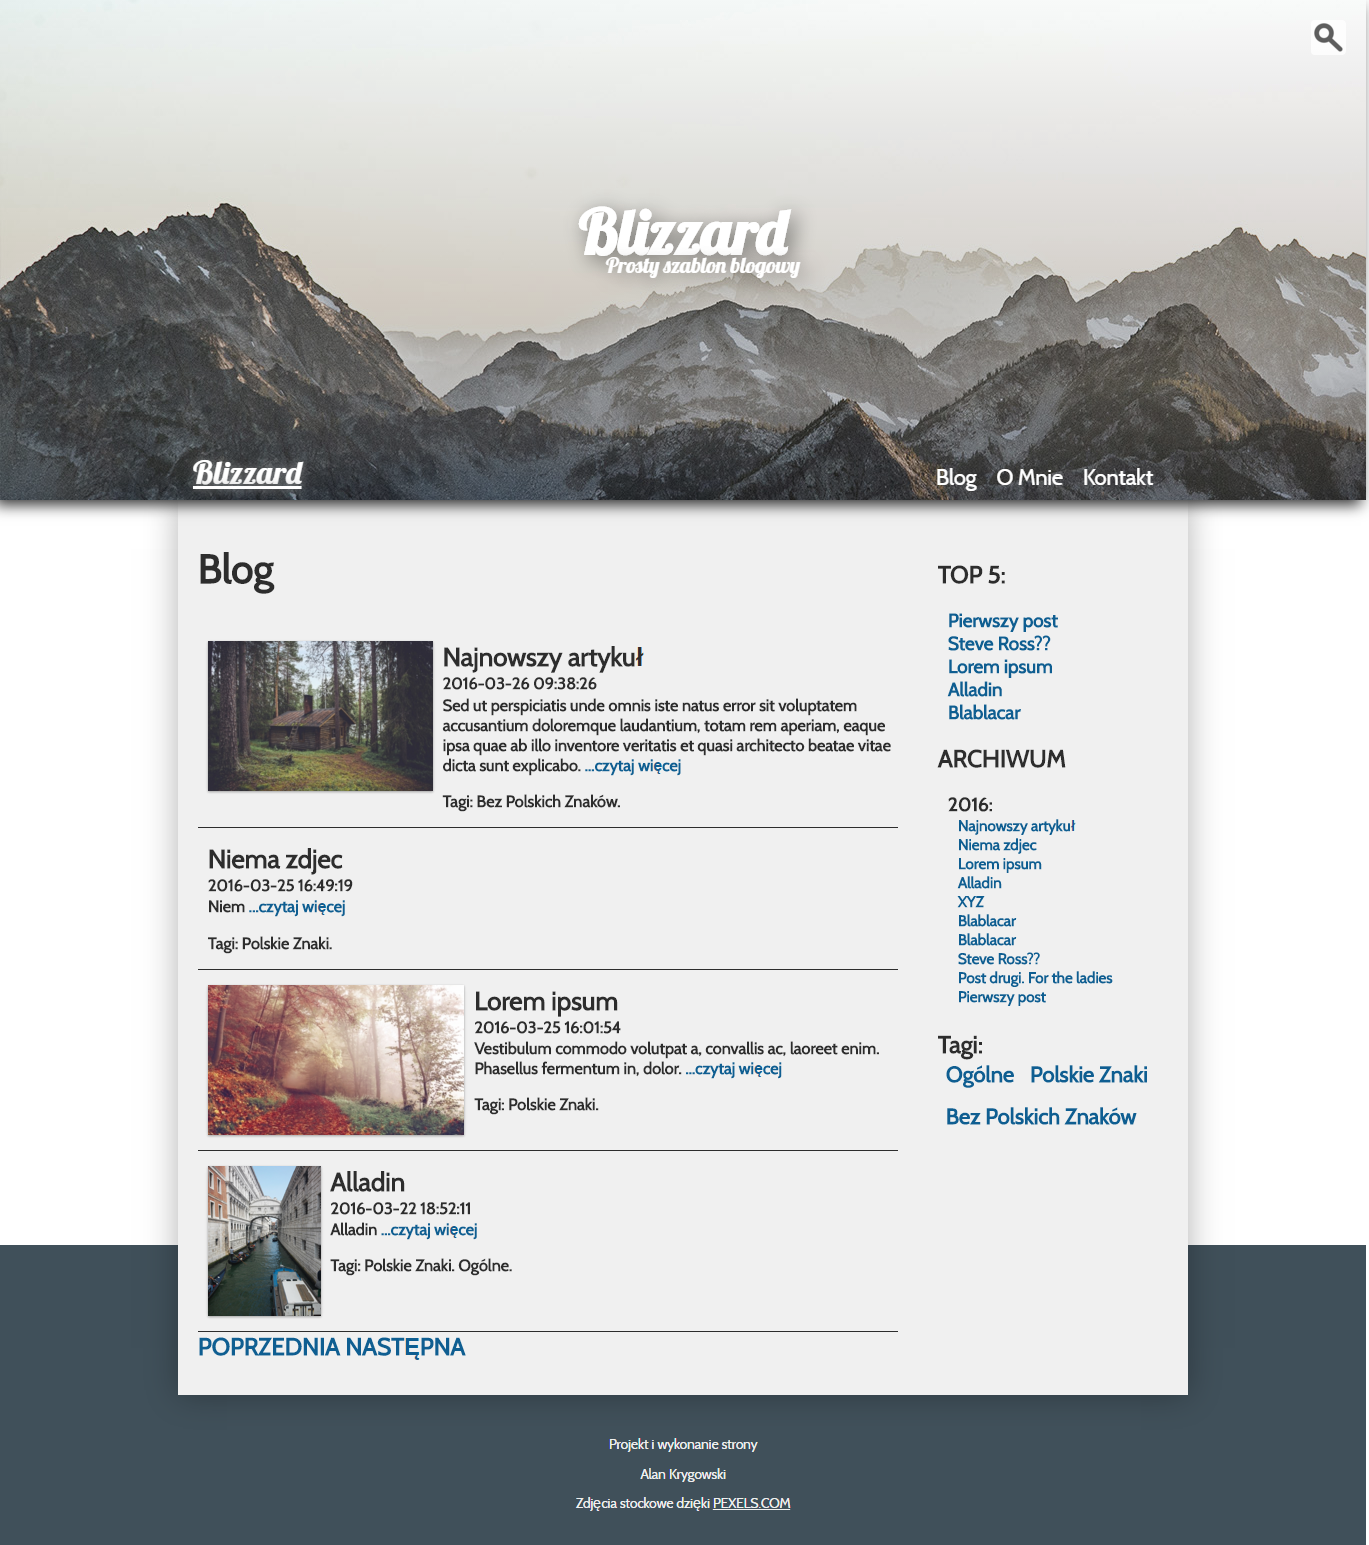 Blizzard
Prosty szablon blogowy
Blizzard
Blog O Mnie Kontakt
Blog
Najnowszy artykuł
2016-03-26 09:38:26
Sed ut perspiciatis unde omnis iste natus error sit voluptatem
accusantium doloremque laudantium, totam rem aperiam, eaque
ipsa quae ab illo inventore veritatis et quasi architecto beatae vitae
dicta sunt explicabo. ...czytaj więcej
Tagi: Bez Polskich Znaków.
Niema zdjec
2016-03-25 16:49:19
Niem ...czytaj więcej
Tagi: Polskie Znaki.
Lorem ipsum
2016-03-25 16:01:54
Vestibulum commodo volutpat a, convallis ac, laoreet enim.
Phasellus fermentum in, dolor. ...czytaj więcej
Tagi: Polskie Znaki.
Alladin
2016-03-22 18:52:11
Alladin ...czytaj więcej
Tagi: Polskie Znaki. Ogólne.
POPRZEDNIA NASTĘPNA
TOP 5:
Pierwszy post
Steve Ross??
Lorem ipsum
Alladin
Blablacar
ARCHIWUM
2016:
Najnowszy artykuł
Niema zdjec
Lorem ipsum
Alladin
XYZ
Blablacar
Blablacar
Steve Ross??
Post drugi. For the ladies
Pierwszy post
Tagi:
Ogólne Polskie Znaki
Bez Polskich Znaków
Projekt i wykonanie strony
Alan Krygowski
Zdjęcia stockowe dzięki PEXELS.COM